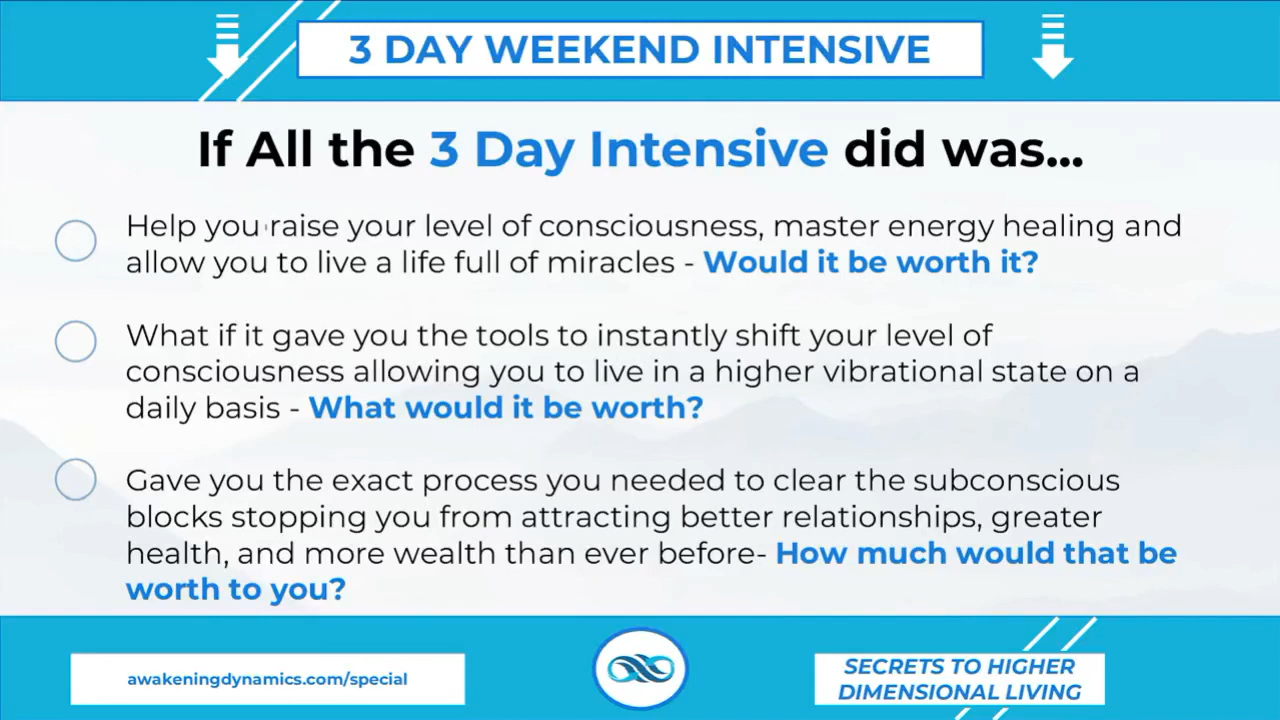 3 DAY WEEKEND INTENSIVE
If All the 3 Day Intensive did was...
Help you raise your level of consciousness, master energy healing and
allow you to live a life full of miracles - Would it be worth it?
What if it gave you the tools to instantly shift your level of
consciousness allowing you to live in a higher vibrational state on a
daily basis - What would it be worth?
Gave you the exact process you needed to clear the subconscious
blocks stopping you from attracting better relationships, greater
health, and more wealth than ever before- How much would that be
worth to you?
awakeningdynamics.com/special
SECRETS TO HIGHER
DIMENSIONAL LIVING